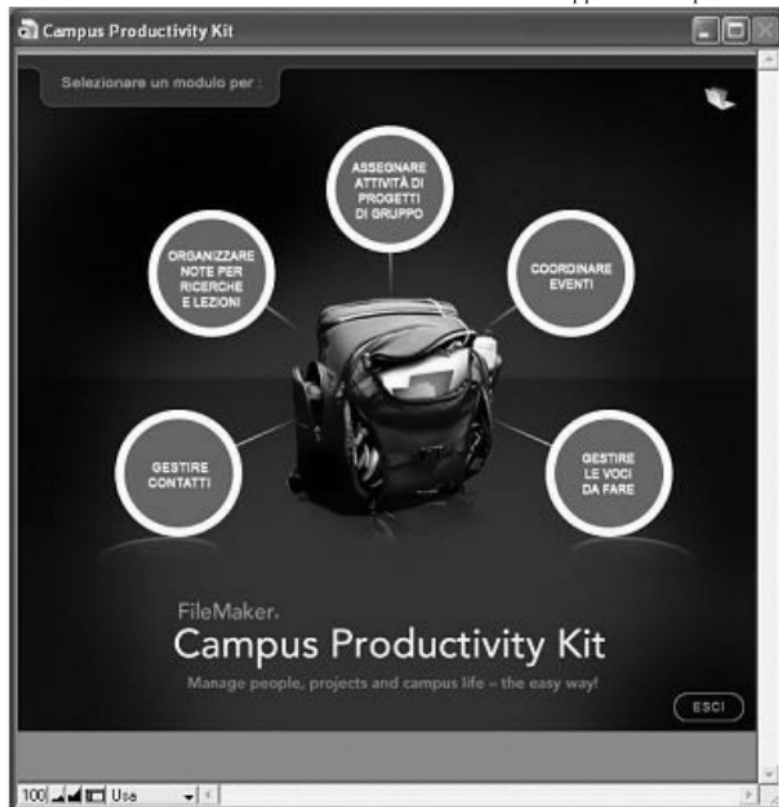 Campus Productivity Kit
Selezionare un modulo per :
ASSEGNARE
ATTIVITÀ DI
PROGETTI
DI GRUPPO
ORGANIZZARE
NOTE PER
RICERCHE
E LEZIONI
COORDINARE
EVENTI
GESTIRE
CONTATTI
GESTIRE
LE VOCI
DA FARE
FileMaker.
Campus Productivity Kit
Manage people, projects and campus life – the easy way!
ESCI
100 Usa